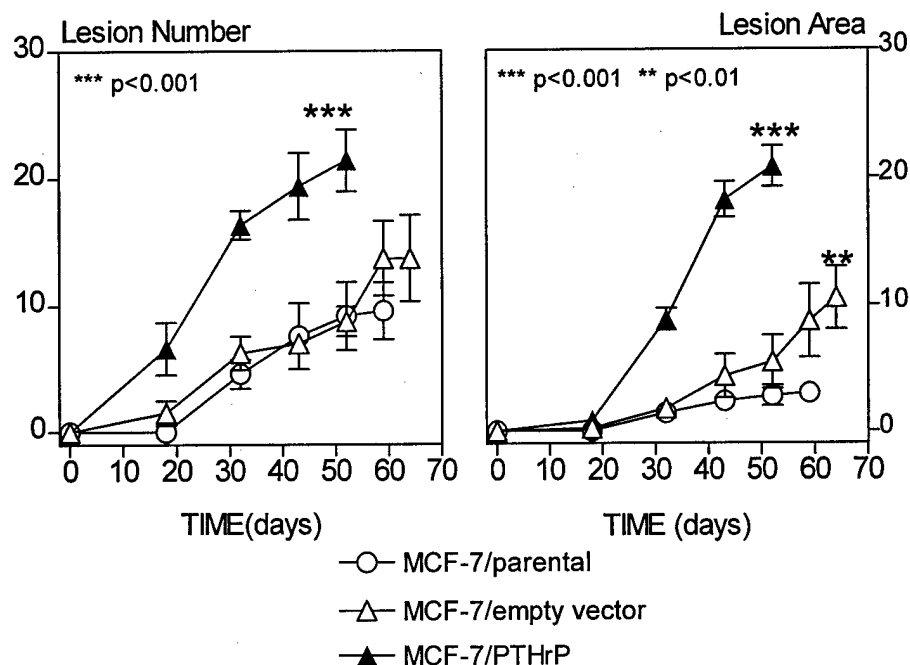 Lesion Number
Lesion Area
30
20
10
0
*** p<0.001
***
0 10 20 30 40 50 60 70
TIME(days)
*** p<0.001 ** p<0.01
***
**
30
20
10
0
0 10 20 30 40 50 60 70
TIME (days)
MCF-7/parental
MCF-7/empty vector
MCF-7/PTHrP